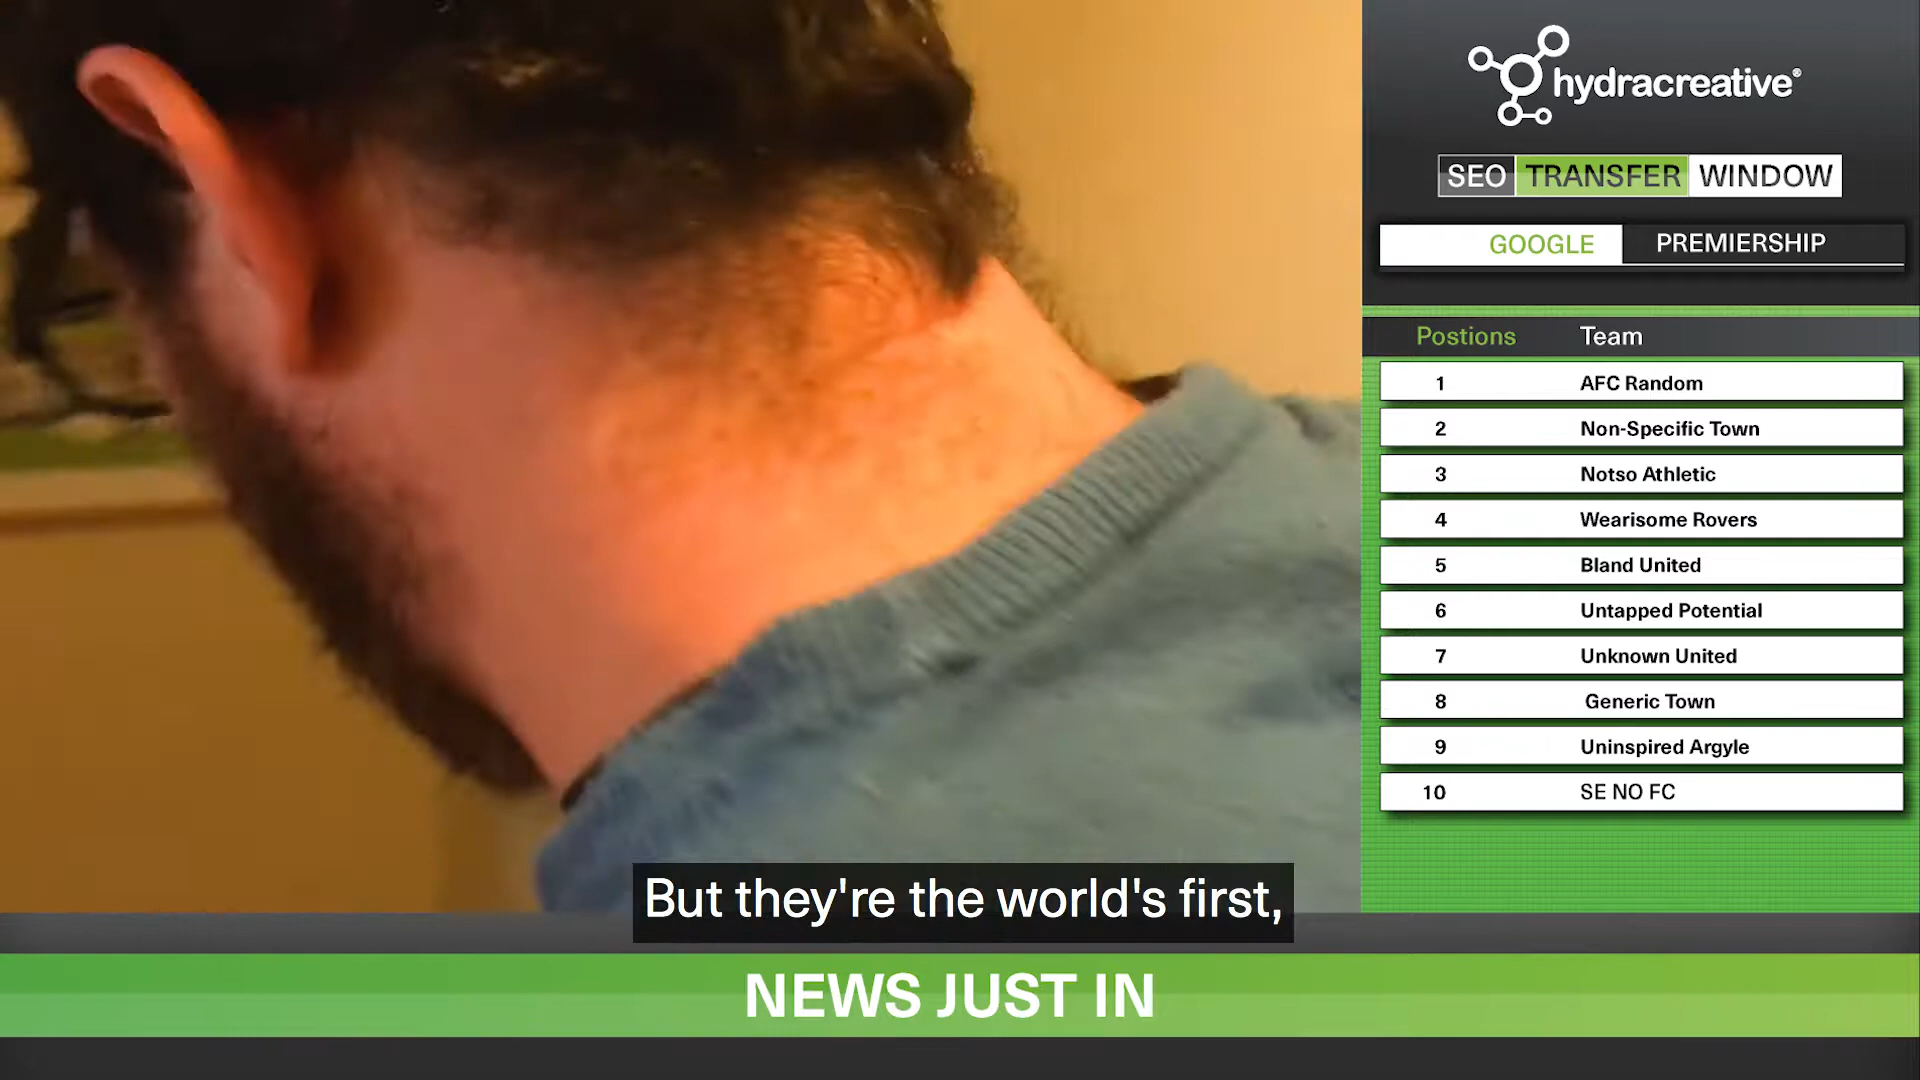 hydracreative®
SEO TRANSFER WINDOW
GOOGLE PREMIERSHIP
Postions Team
1 AFC Random
2 Non-Specific Town
3 Notso Athletic
4 Wearisome Rovers
5 Bland United
6 Untapped Potential
7 Unknown United
8 Generic Town
9 Uninspired Argyle
10 SE NO FC
But they're the world's first,
NEWS JUST IN